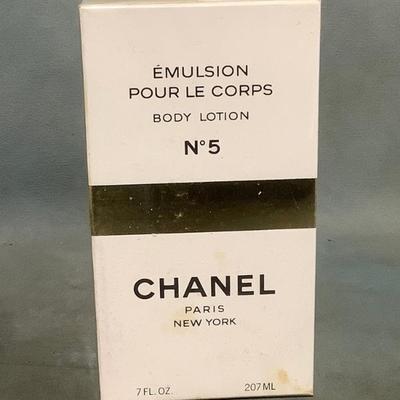 ÉMULSION
POUR LE CORPS
BODY LOTION
N°5
CHANEL
PARIS
NEW YORK
7 FL. OZ. 207 ML